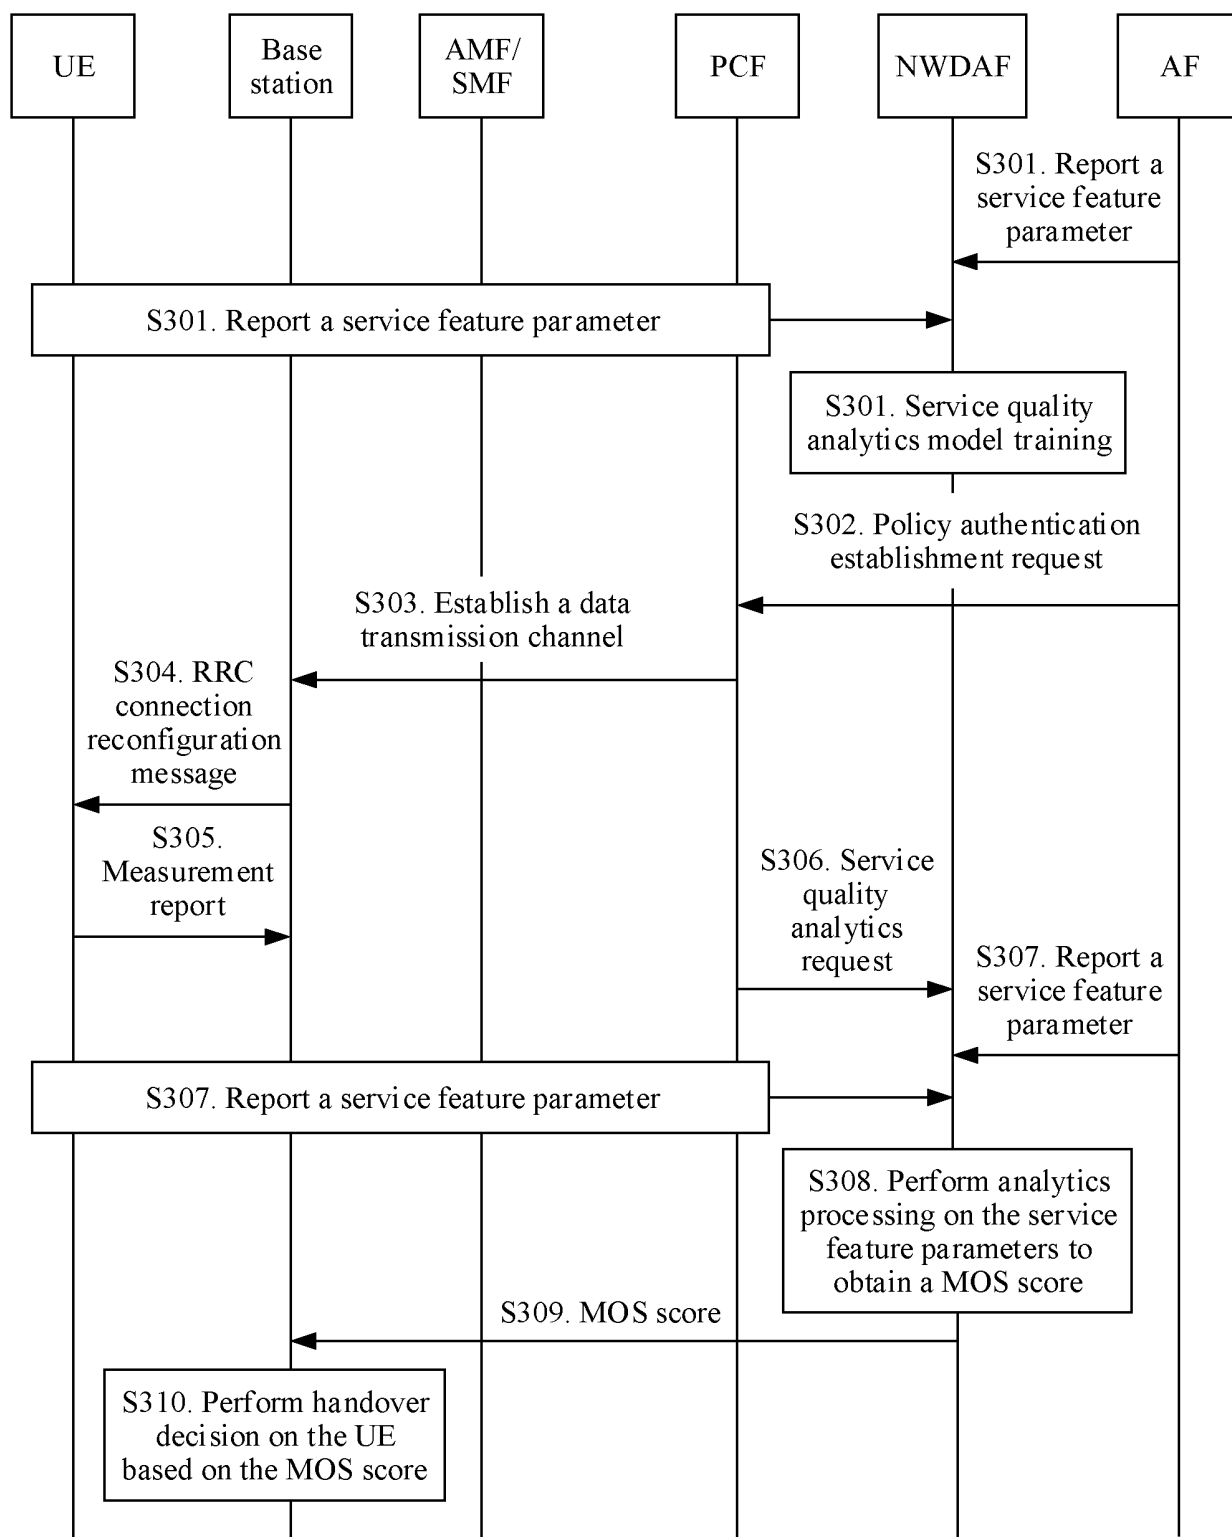 UE
Base
station
AMF/
SMF
PCF
NWDAF
AF
S301. Report a
service feature
parameter
S301. Report a service feature parameter
S301. Service quality
analytics model training
S302. Policy authentication
establishment request
S303. Establish a data
transmission channel
S304. RRC
connection
reconfiguration
message
S305.
Measurement
report
S306. Service
quality
analytics
request
S307. Report a
service feature
parameter
S307. Report a service feature parameter
S308. Perform analytics
processing on the service
feature parameters to
obtain a MOS score
S309. MOS score
S310. Perform handover
decision on the UE
based on the MOS score